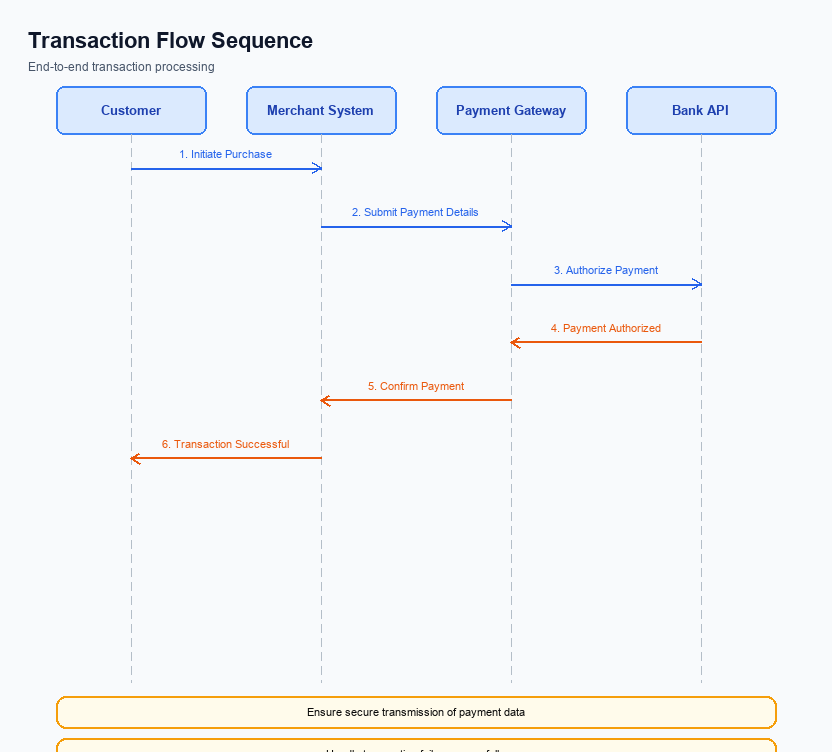 Transaction Flow Sequence
End-to-end transaction processing
Customer
Merchant System
Payment Gateway
Bank API
1. Initiate Purchase
2. Submit Payment Details
3. Authorize Payment
4. Payment Authorized
5. Confirm Payment
6. Transaction Successful
Ensure secure transmission of payment data